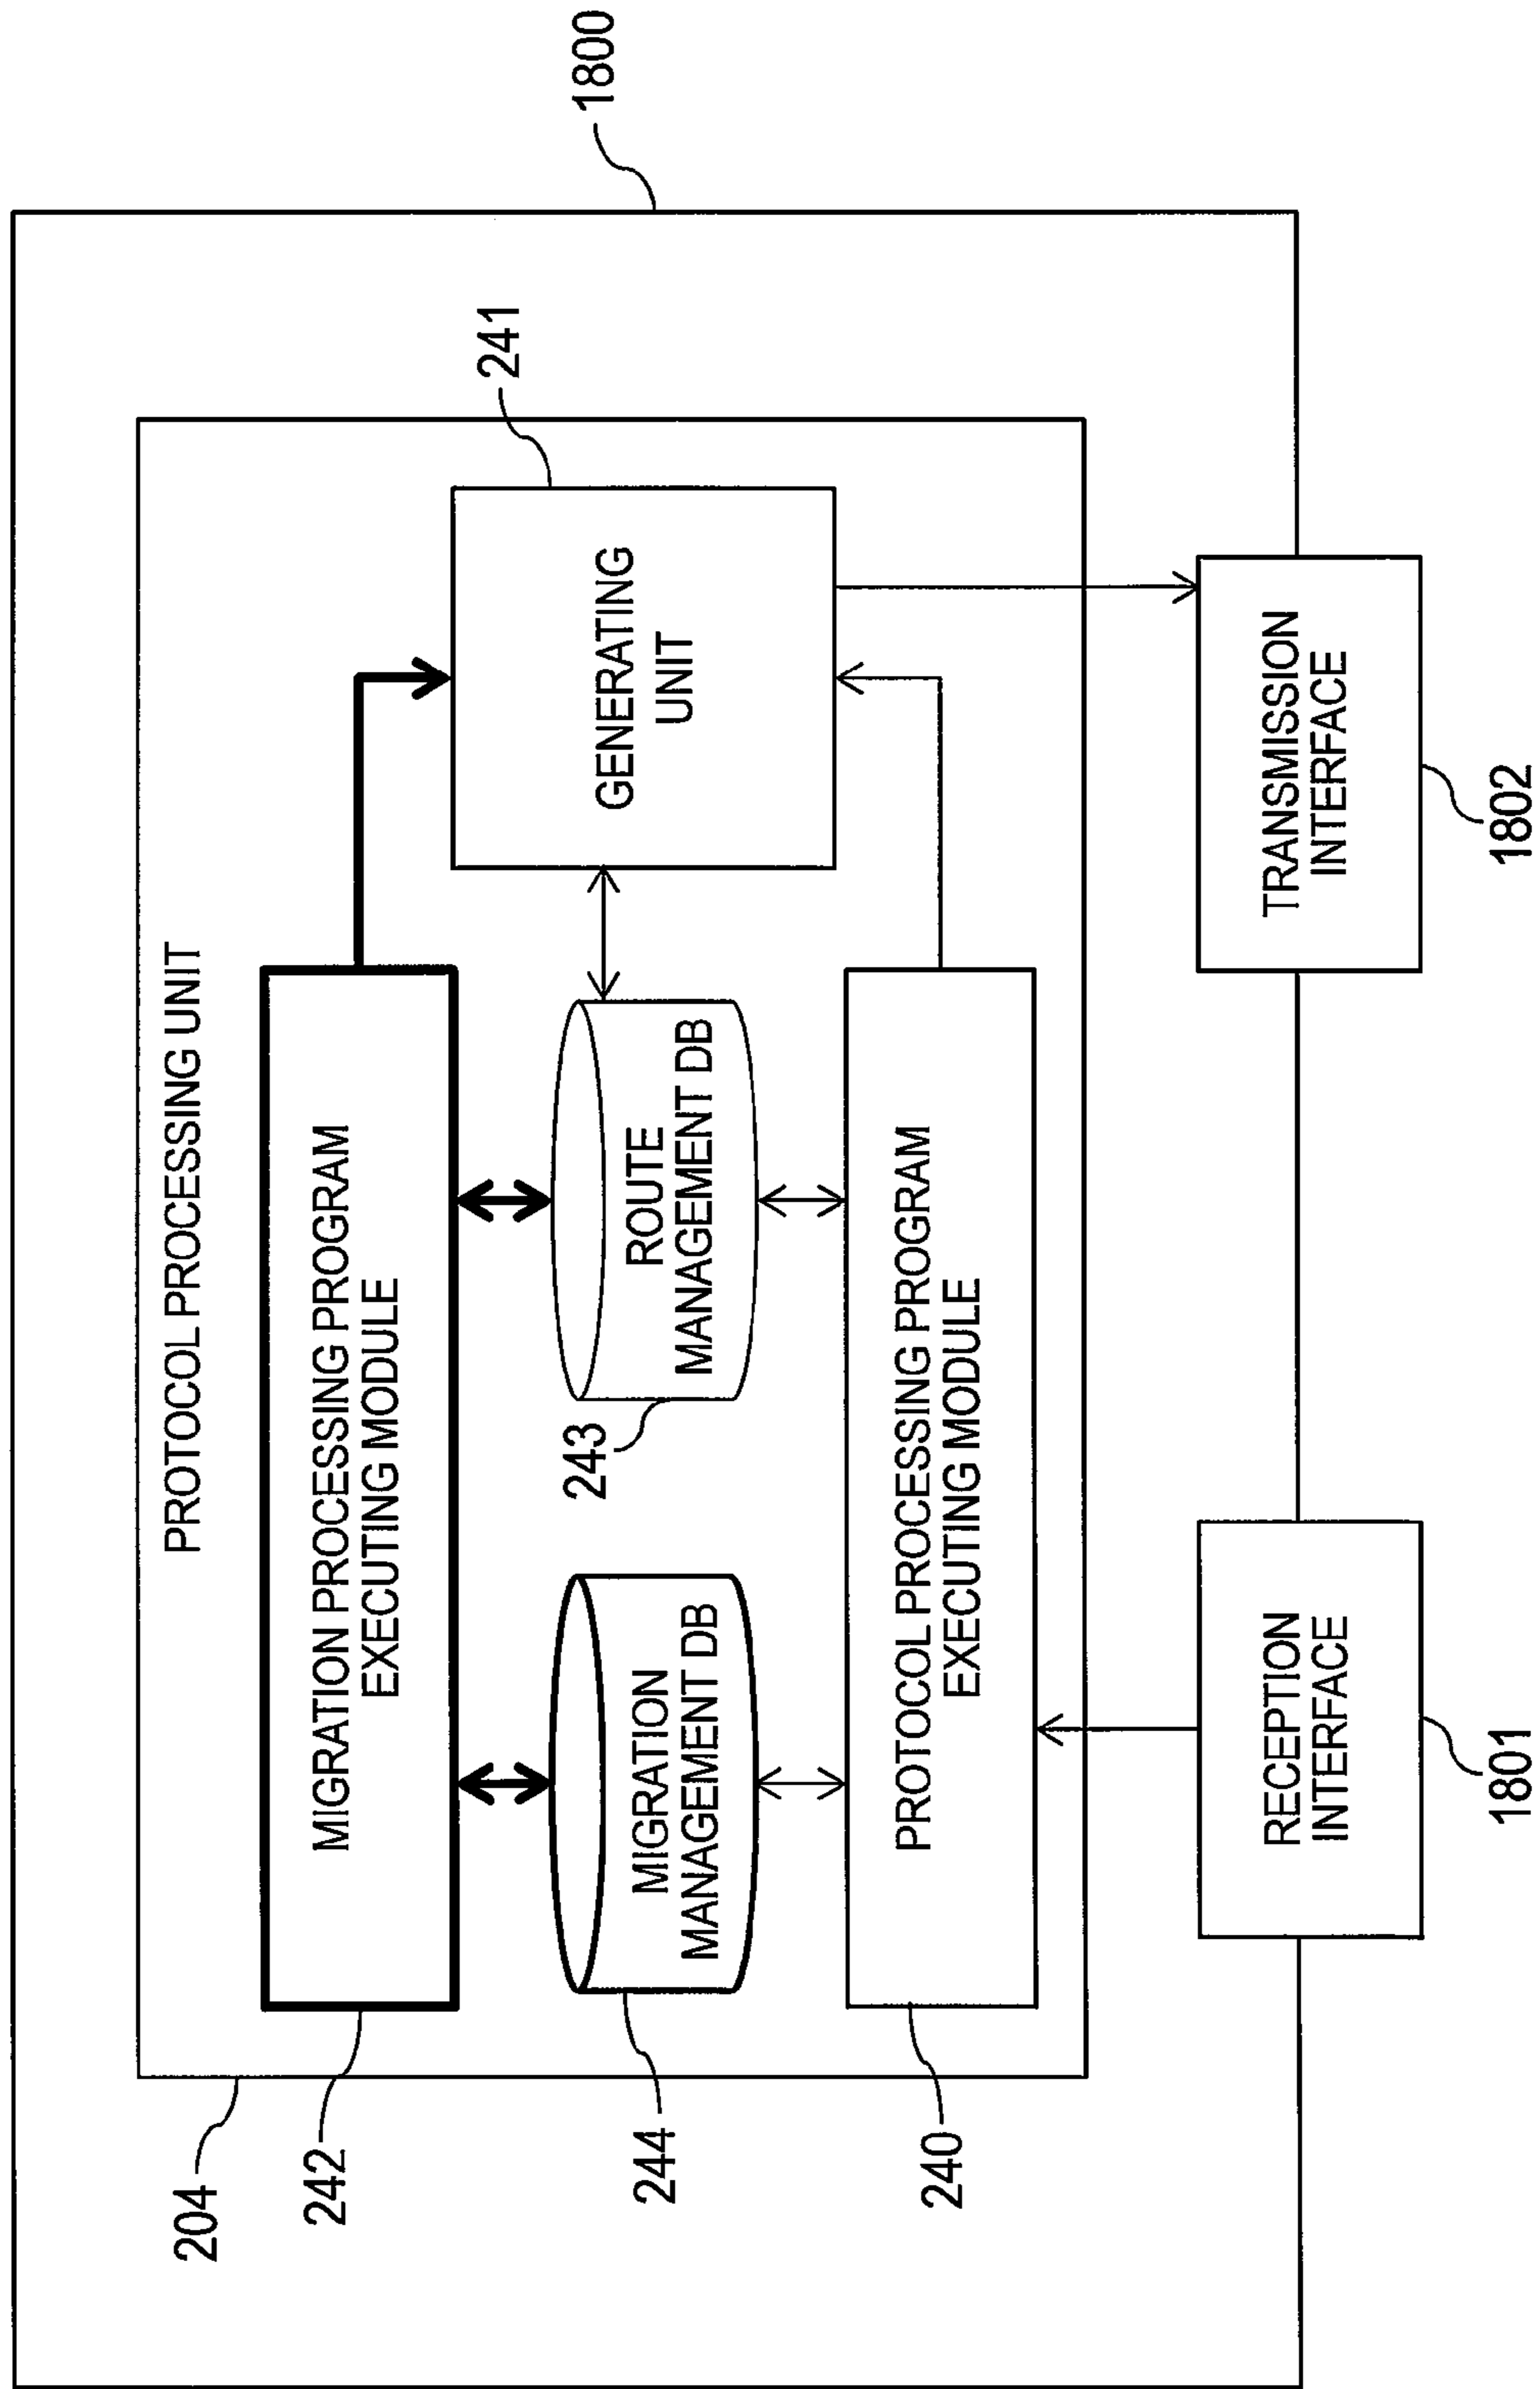 1800
PROTOCOL PROCESSING UNIT
204
241
242
MIGRATION PROCESSING PROGRAM
EXECUTING MODULE
GENERATING
UNIT
244
MIGRATION
MANAGEMENT DB
243
ROUTE
MANAGEMENT DB
240
PROTOCOL PROCESSING PROGRAM
EXECUTING MODULE
RECEPTION
INTERFACE
1801
TRANSMISSION
INTERFACE
1802